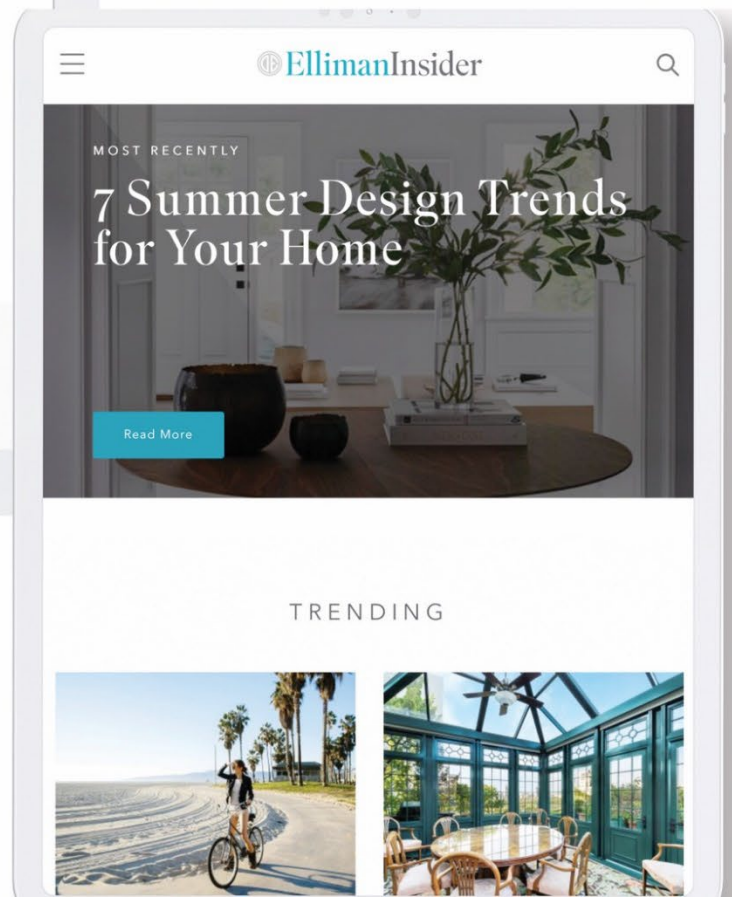 EllimanInsider
MOST RECENTLY
7 Summer Design Trends
for Your Home
Read More
TRENDING